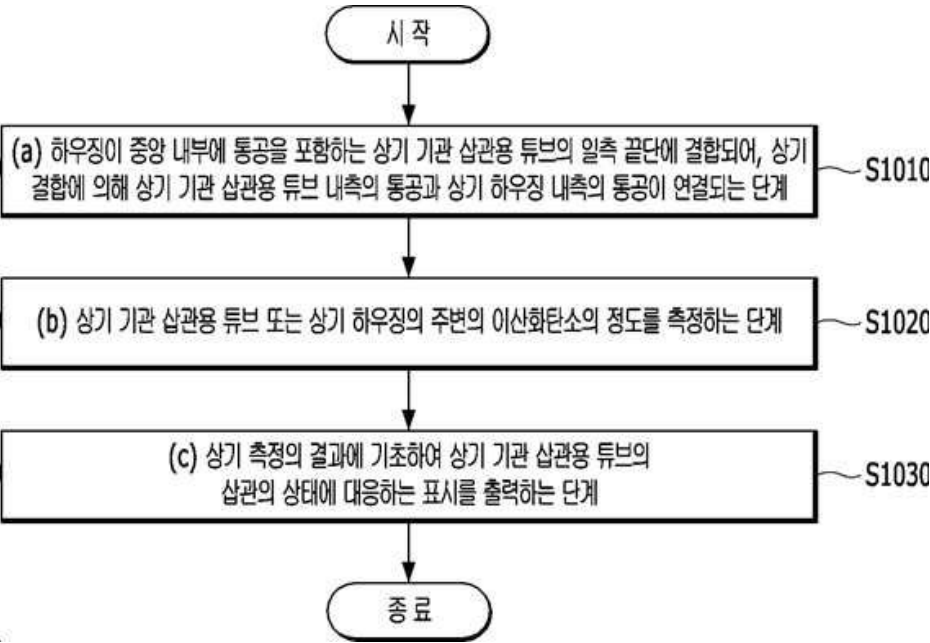 시 작
(a) 하우징이 중앙 내부에 통공을 포함하는 상기 기관 삽관용 튜브의 일측 끝단에 결합되어, 상기
결합에 의해 상기 기관 삽관용 튜브 내측의 통공과 상기 하우징 내측의 통공이 연결되는 단계
S1010
(b) 상기 기관 삽관용 튜브 또는 상기 하우징의 주변의 이산화탄소의 정도를 측정하는 단계
S1020
(c) 상기 측정의 결과에 기초하여 상기 기관 삽관용 튜브의
삽관의 상태에 대응하는 표시를 출력하는 단계
S1030
종 료